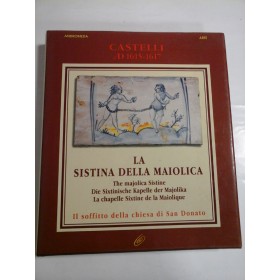 CASTELLI
LA
SISTINA DELLA MAIOLICA
The majolica Sistine
Die Sixtinische Kapelle der Majolika
La chapelle Sistine de la Maiolique
Il soffitto della chiesa di San Donato